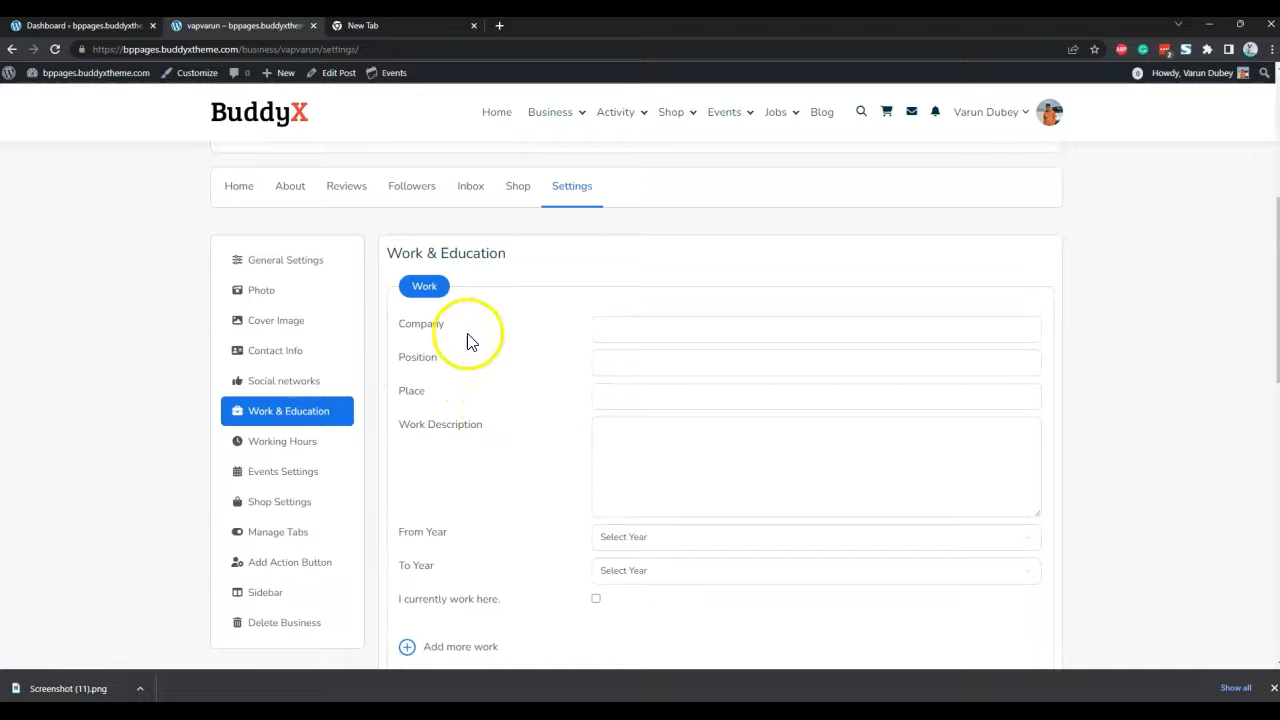 Dashboard ‹ bppages.buddyxthe
vapvarun – bppages.buddyxthem
New Tab
https://bppages.buddyxtheme.com/business/vapvarun/settings/
bppages.buddyxtheme.com
Customize
0
New
Edit Post
Events
0
Howdy, Varun Dubey
BuddyX
Home
Business
Activity
Shop
Events
Jobs
Blog
Varun Dubey
Home
About
Reviews
Followers
Inbox
Shop
Settings
General Settings
Photo
Cover Image
Contact Info
Social networks
Work & Education
Working Hours
Events Settings
Shop Settings
Manage Tabs
Add Action Button
Sidebar
Delete Business
Work & Education
Work
Company
Position
Place
Work Description
From Year
Select Year
To Year
Select Year
I currently work here.
Add more work
Screenshot (11).png
Show all